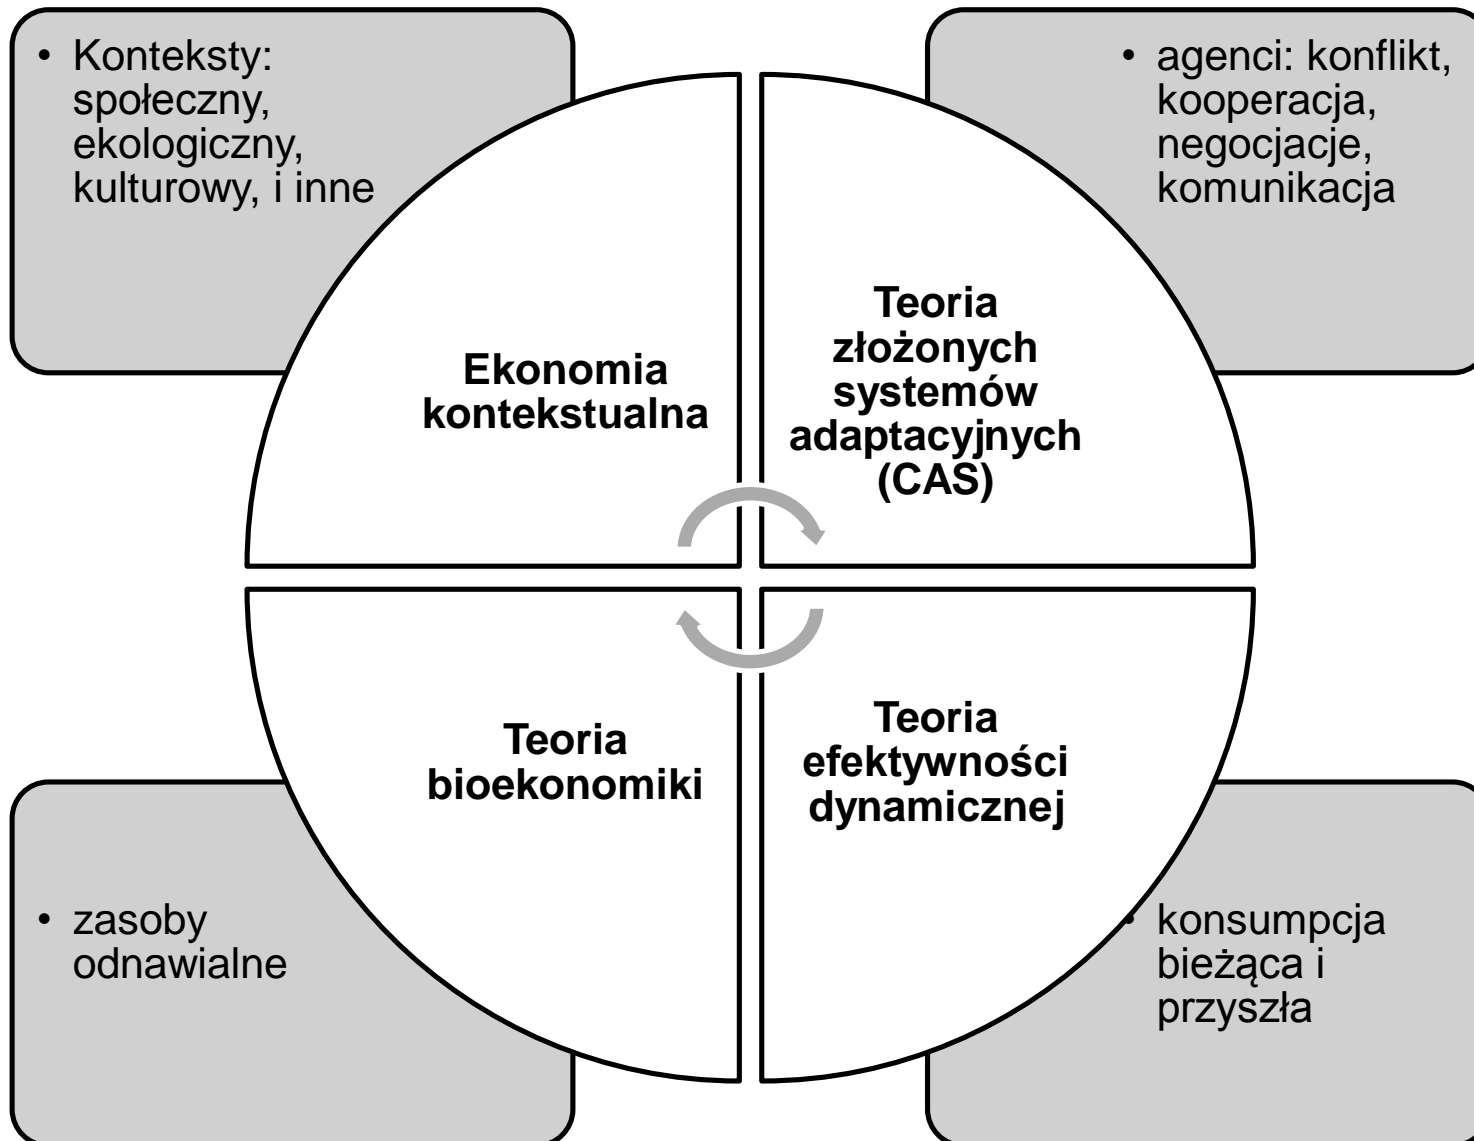 • Konteksty:
społeczny,
ekologiczny,
kulturowy, i inne
• agenci: konflikt,
kooperacja,
negocjacje,
komunikacja
Ekonomia
kontekstualna
Teoria
złożonych
systemów
adaptacyjnych
(CAS)
Teoria
bioekonomiki
Teoria
efektywności
dynamicznej
• zasoby
odnawialne
• konsumpcja
bieżąca i
przyszła